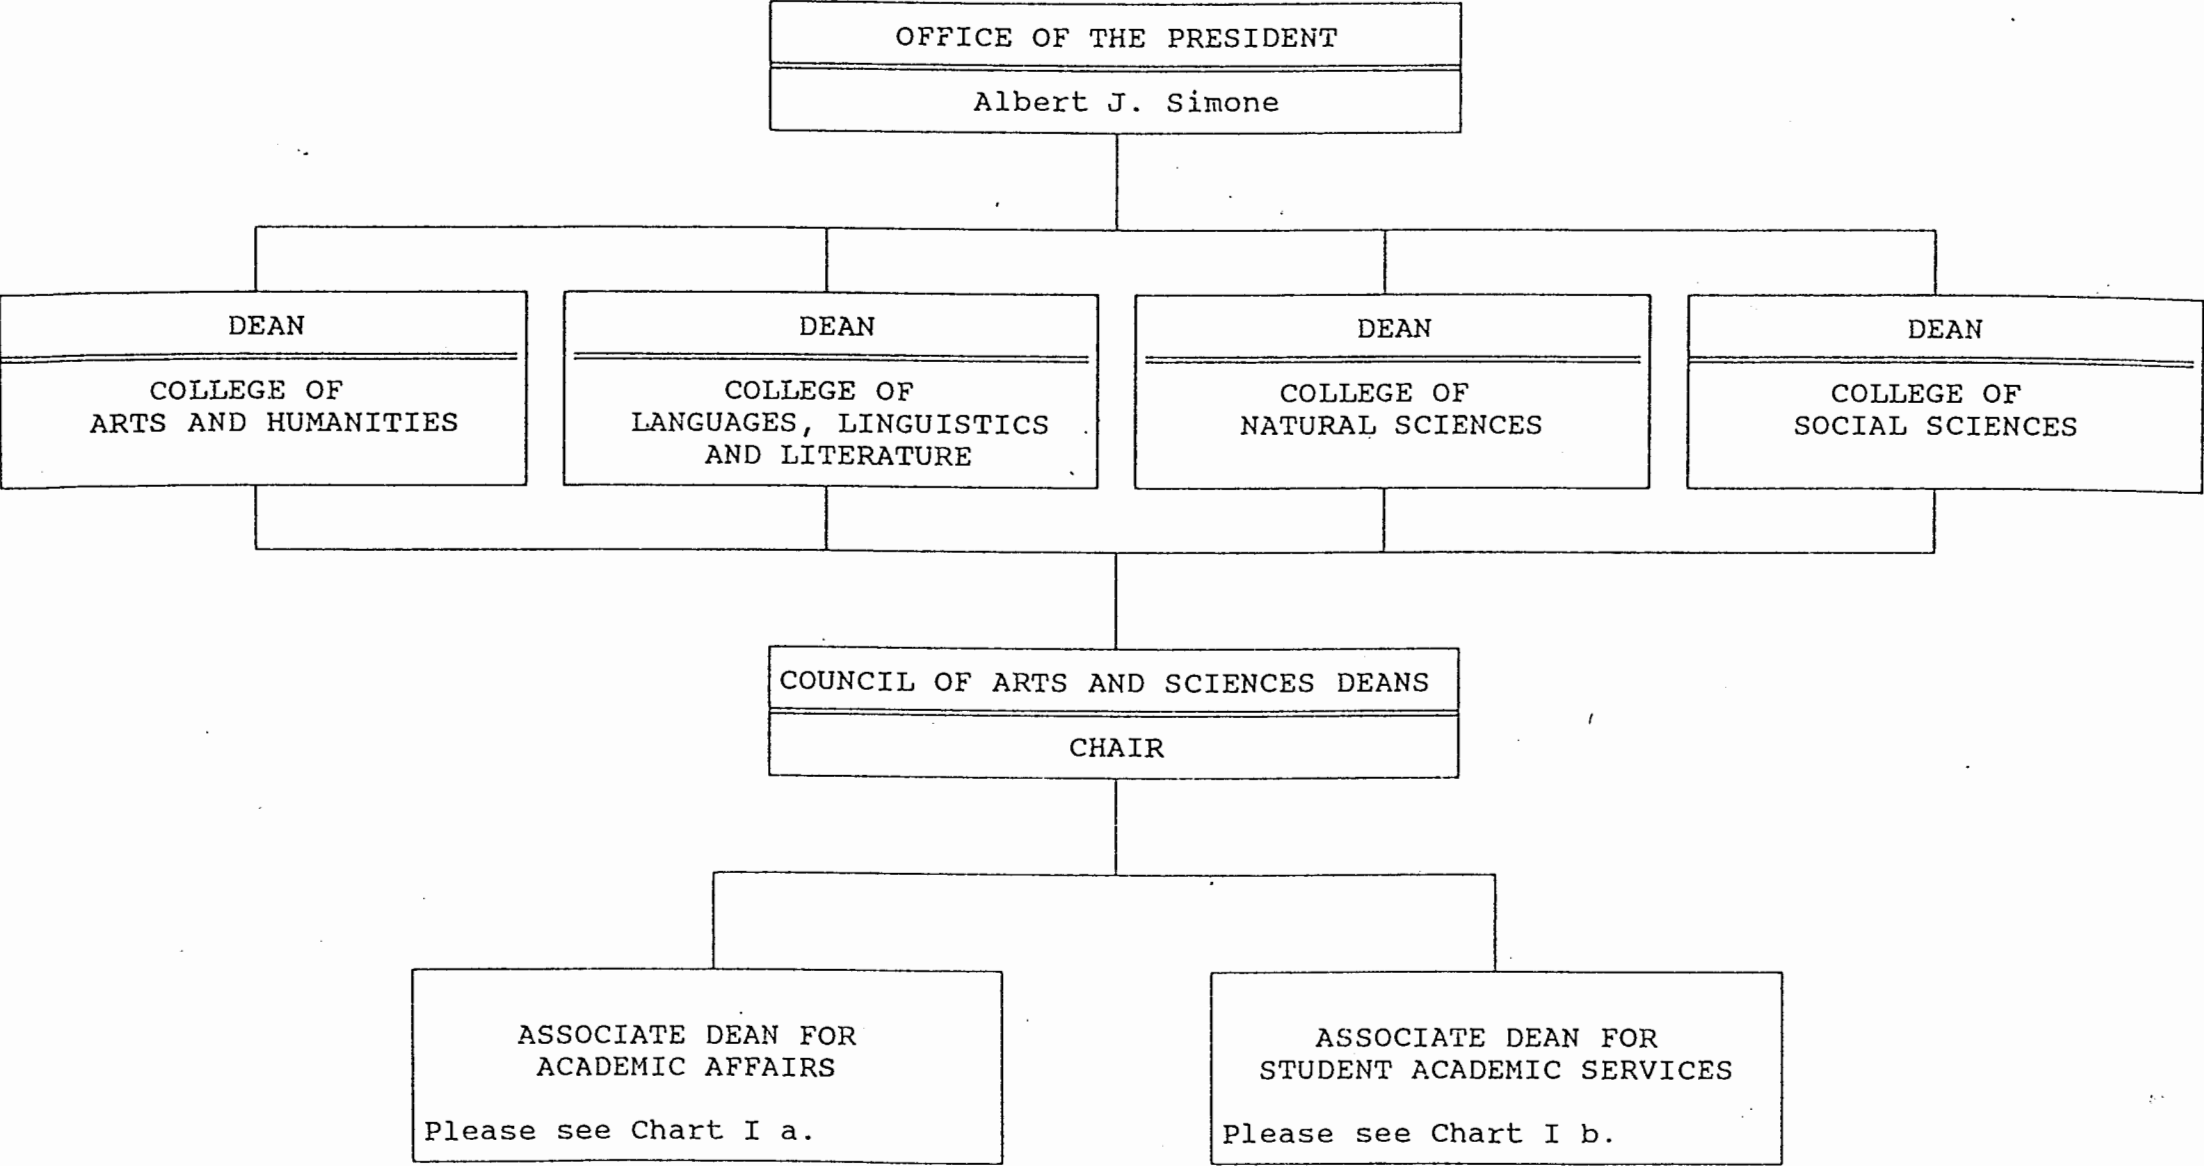 OFFICE OF THE PRESIDENT
Albert J. Simone
DEAN
COLLEGE OF
ARTS AND HUMANITIES
DEAN
COLLEGE OF
LANGUAGES, LINGUISTICS
AND LITERATURE
DEAN
COLLEGE OF
NATURAL SCIENCES
DEAN
COLLEGE OF
SOCIAL SCIENCES
COUNCIL OF ARTS AND SCIENCES DEANS
CHAIR
ASSOCIATE DEAN FOR
ACADEMIC AFFAIRS
Please see Chart I a.
ASSOCIATE DEAN FOR
STUDENT ACADEMIC SERVICES
Please see Chart I b.